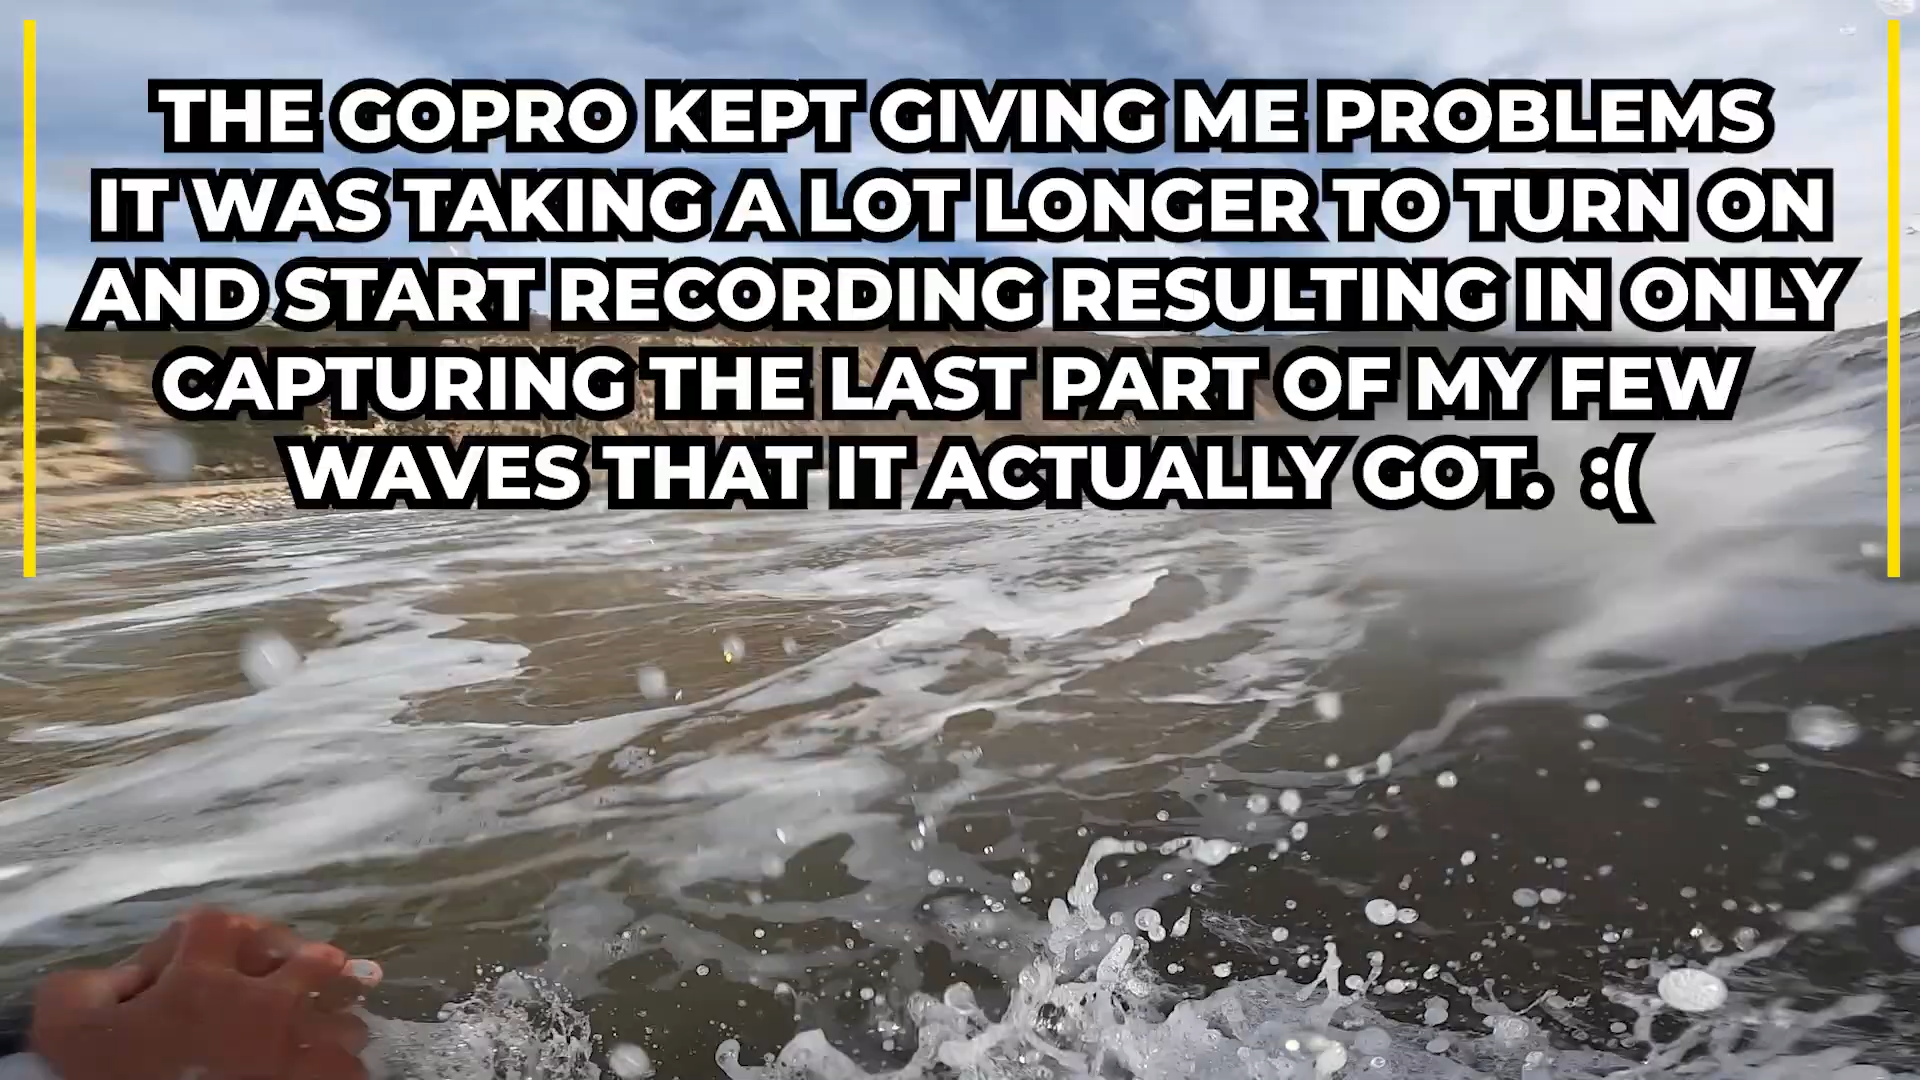 THE GOPRO KEPT GIVING ME PROBLEMS
IT WAS TAKING A LOT LONGER TO TURN ON
AND START RECORDING RESULTING IN ONLY
CAPTURING THE LAST PART OF MY FEW
WAVES THAT IT ACTUALLY GOT.  :(